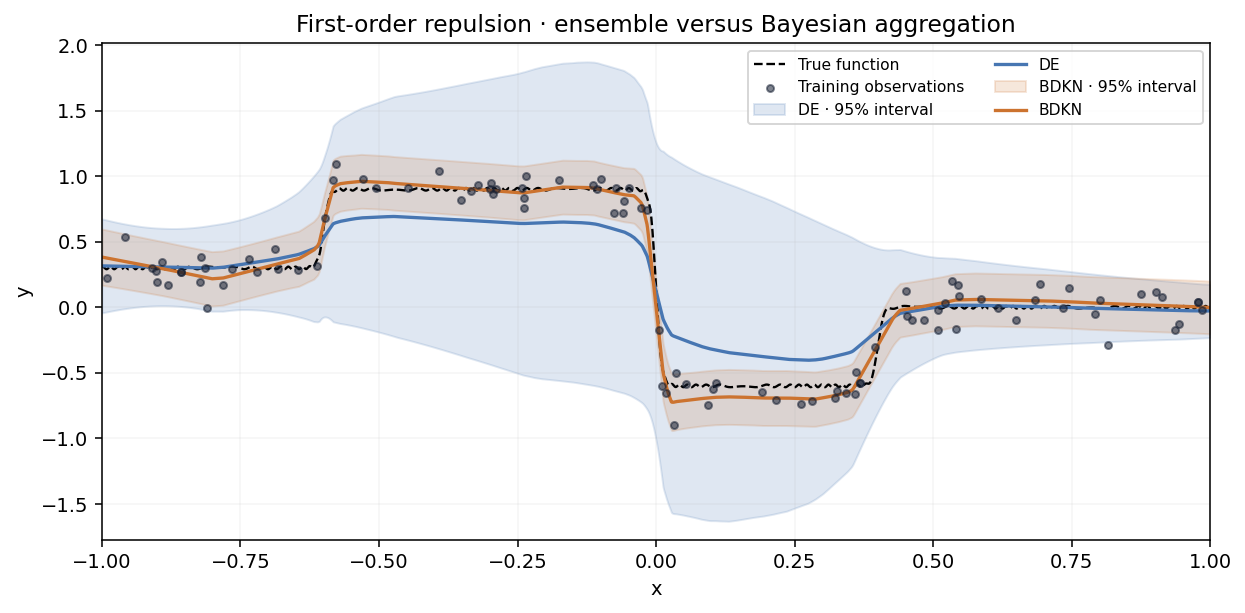 First-order repulsion · ensemble versus Bayesian aggregation
True function
Training observations
DE · 95% interval
DE
BDKN · 95% interval
BDKN
y
2.0
1.5
1.0
0.5
0.0
−0.5
−1.0
−1.5
−1.00 −0.75 −0.50 −0.25 0.00 0.25 0.50 0.75 1.00
x